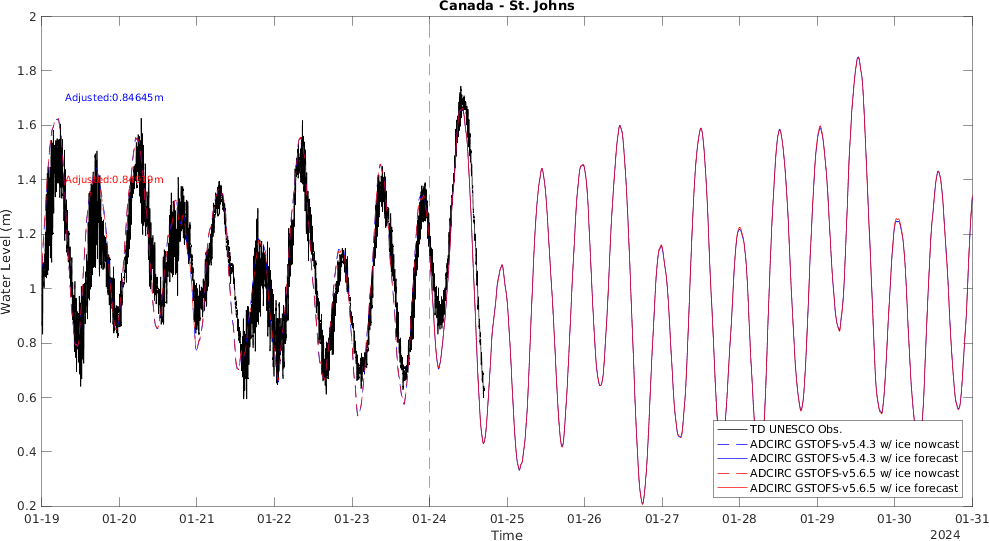 Canada - St. Johns
Water Level (m)
2
1.8
1.6
1.4
1.2
1
0.8
0.6
0.4
0.2
Adjusted:0.84645m
TD UNESCO Obs.
ADCIRC GSTOFS-v5.4.3 w/ ice nowcast
ADCIRC GSTOFS-v5.4.3 w/ ice forecast
ADCIRC GSTOFS-v5.6.5 w/ ice nowcast
ADCIRC GSTOFS-v5.6.5 w/ ice forecast
01-19 01-20 01-21 01-22 01-23 01-24 01-25 01-26 01-27 01-28 01-29 01-30 01-31
Time
2024